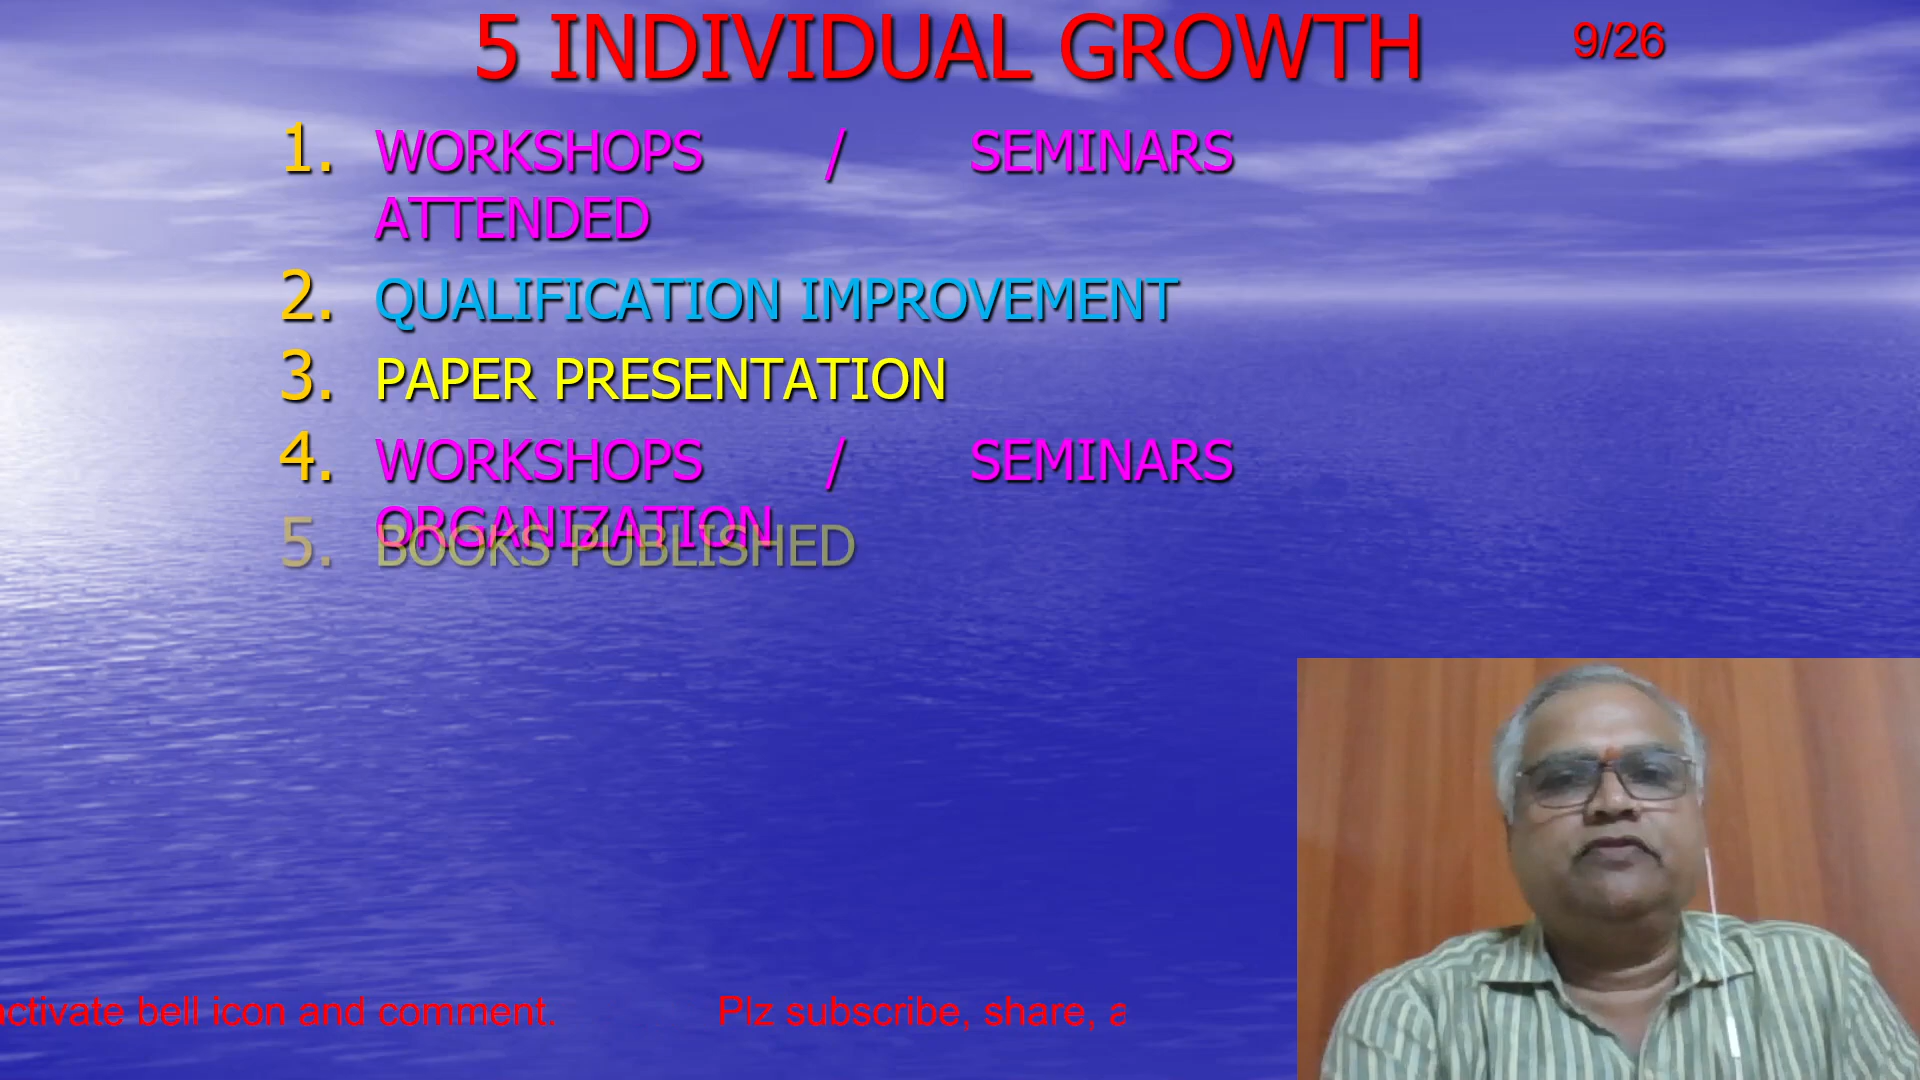 5 INDIVIDUAL GROWTH
9/26
1. WORKSHOPS / SEMINARS
ATTENDED
2. QUALIFICATION IMPROVEMENT
3. PAPER PRESENTATION
4. WORKSHOPS / SEMINARS
ORGANIZATION
5. BOOKS PUBLISHED
activate bell icon and comment. Plz subscribe, share, a